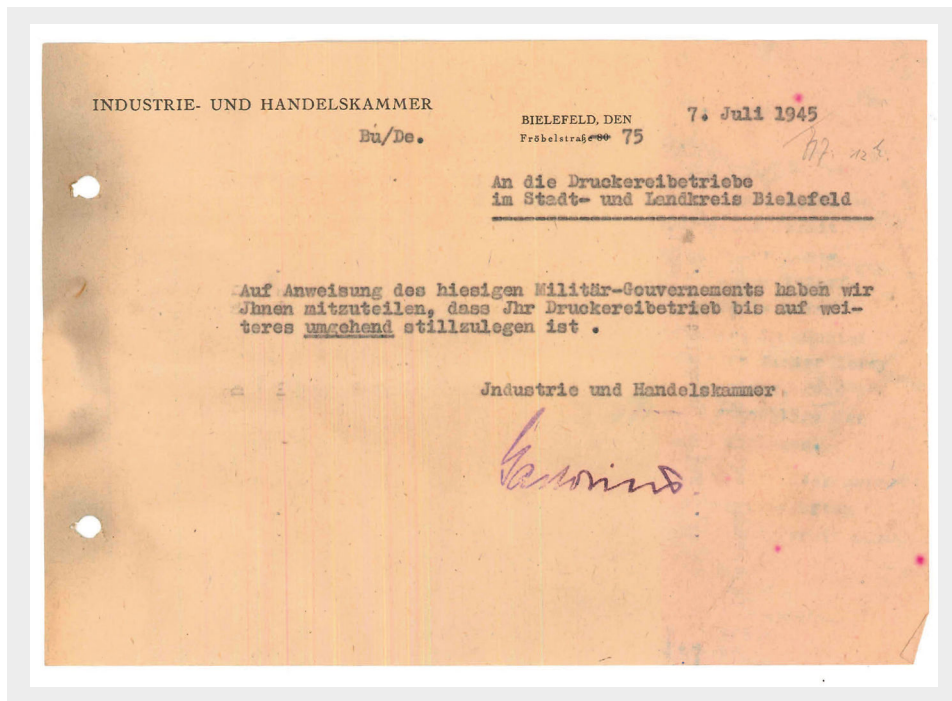 INDUSTRIE- UND HANDELSKAMMER
Bu/De.
BIELEFELD, DEN 7. Juli 1945
Fröbelstraße 80 75
An die Druckereibetriebe
im Stadt- und Landkreis Bielefeld
Auf Anweisung des hiesigen Militär-Gouvernements haben wir
Jhnen mitzuteilen, dass Jhr Druckereibetrieb bis auf wei-
teres umgehend stillzulegen ist .
Jndustrie und Handelskammer